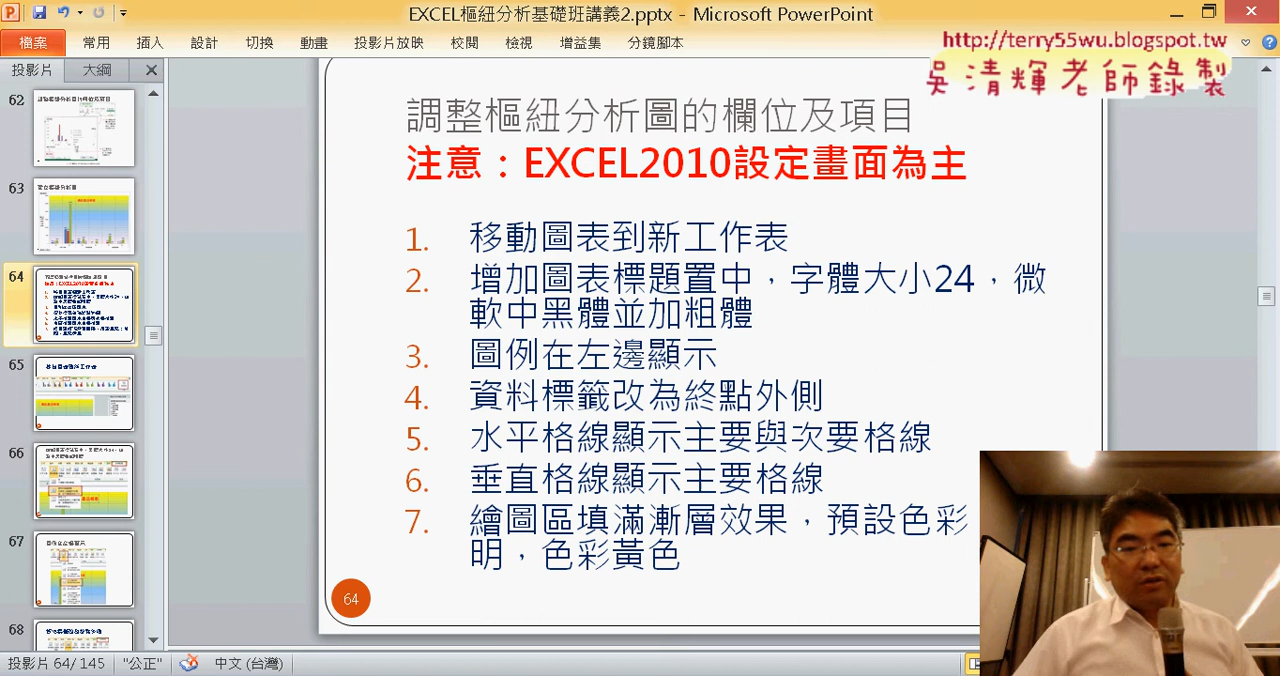 EXCEL樞紐分析基礎班講義2.pptx - Microsoft PowerPoint
檔案 常用 插入 設計 切換 動畫 投影片放映 校閱 檢視 增益集 分鏡腳本
http://terry55wu.blogspot.tw
吳清輝老師錄製
投影片 大綱
62
63
64
65
66
67
68
調整樞紐分析圖的欄位及項目
注意：EXCEL2010設定畫面為主
1. 移動圖表到新工作表
2. 增加圖表標題置中，字體大小24，微
軟中黑體並加粗體
3. 圖例在左邊顯示
4. 資料標籤改為終點外側
5. 水平格線顯示主要與次要格線
6. 垂直格線顯示主要格線
7. 繪圖區填滿漸層效果，預設色彩
明，色彩黃色
64
投影片 64/ 145 "公正" 中文 (台灣)